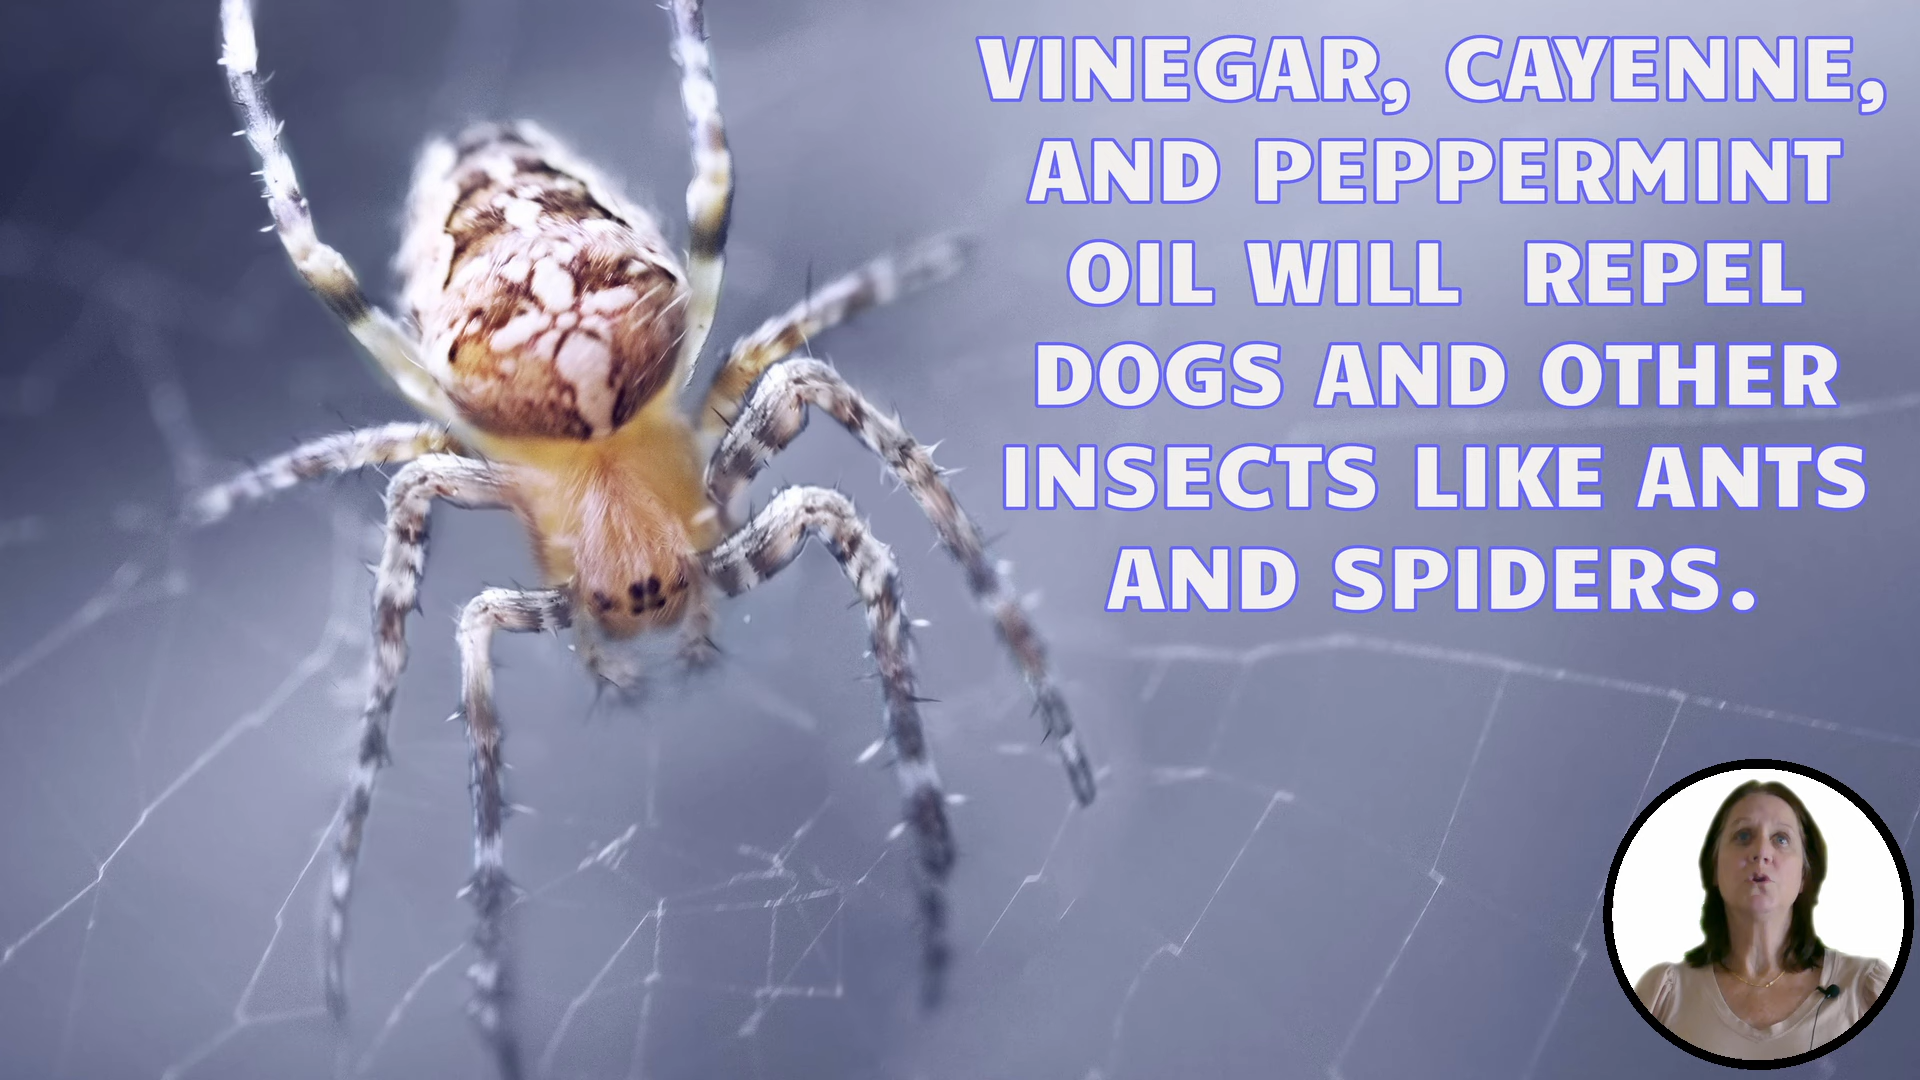 VINEGAR, CAYENNE,
AND PEPPERMINT
OIL WILL  REPEL
DOGS AND OTHER
INSECTS LIKE ANTS
AND SPIDERS.